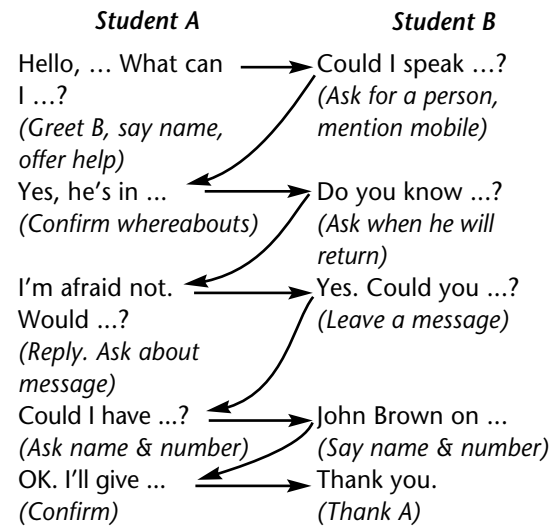 Student A
Student B
Hello, … What can
I …?
(Greet B, say name,
offer help)
Could I speak …?
(Ask for a person,
mention mobile)
Yes, he's in ...
(Confirm whereabouts)
Do you know ...?
(Ask when he will
return)
I'm afraid not.
Would ...?
(Reply. Ask about
message)
Yes. Could you ...?
(Leave a message)
Could I have ...?
(Ask name & number)
John Brown on ...
(Say name & number)
OK. I'll give ...
(Confirm)
Thank you.
(Thank A)